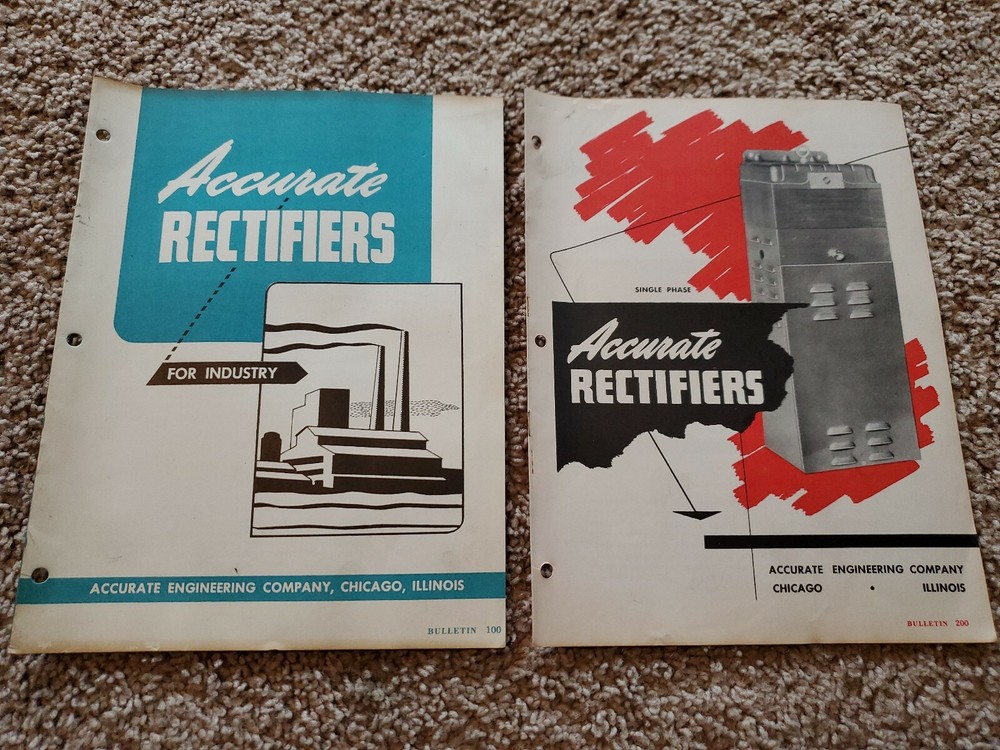 Accurate
RECTIFIERS
FOR INDUSTRY
ACCURATE ENGINEERING COMPANY, CHICAGO, ILLINOIS
BULLETIN 100
SINGLE PHASE
Accurate
RECTIFIERS
ACCURATE ENGINEERING COMPANY
CHICAGO • ILLINOIS
BULLETIN 200